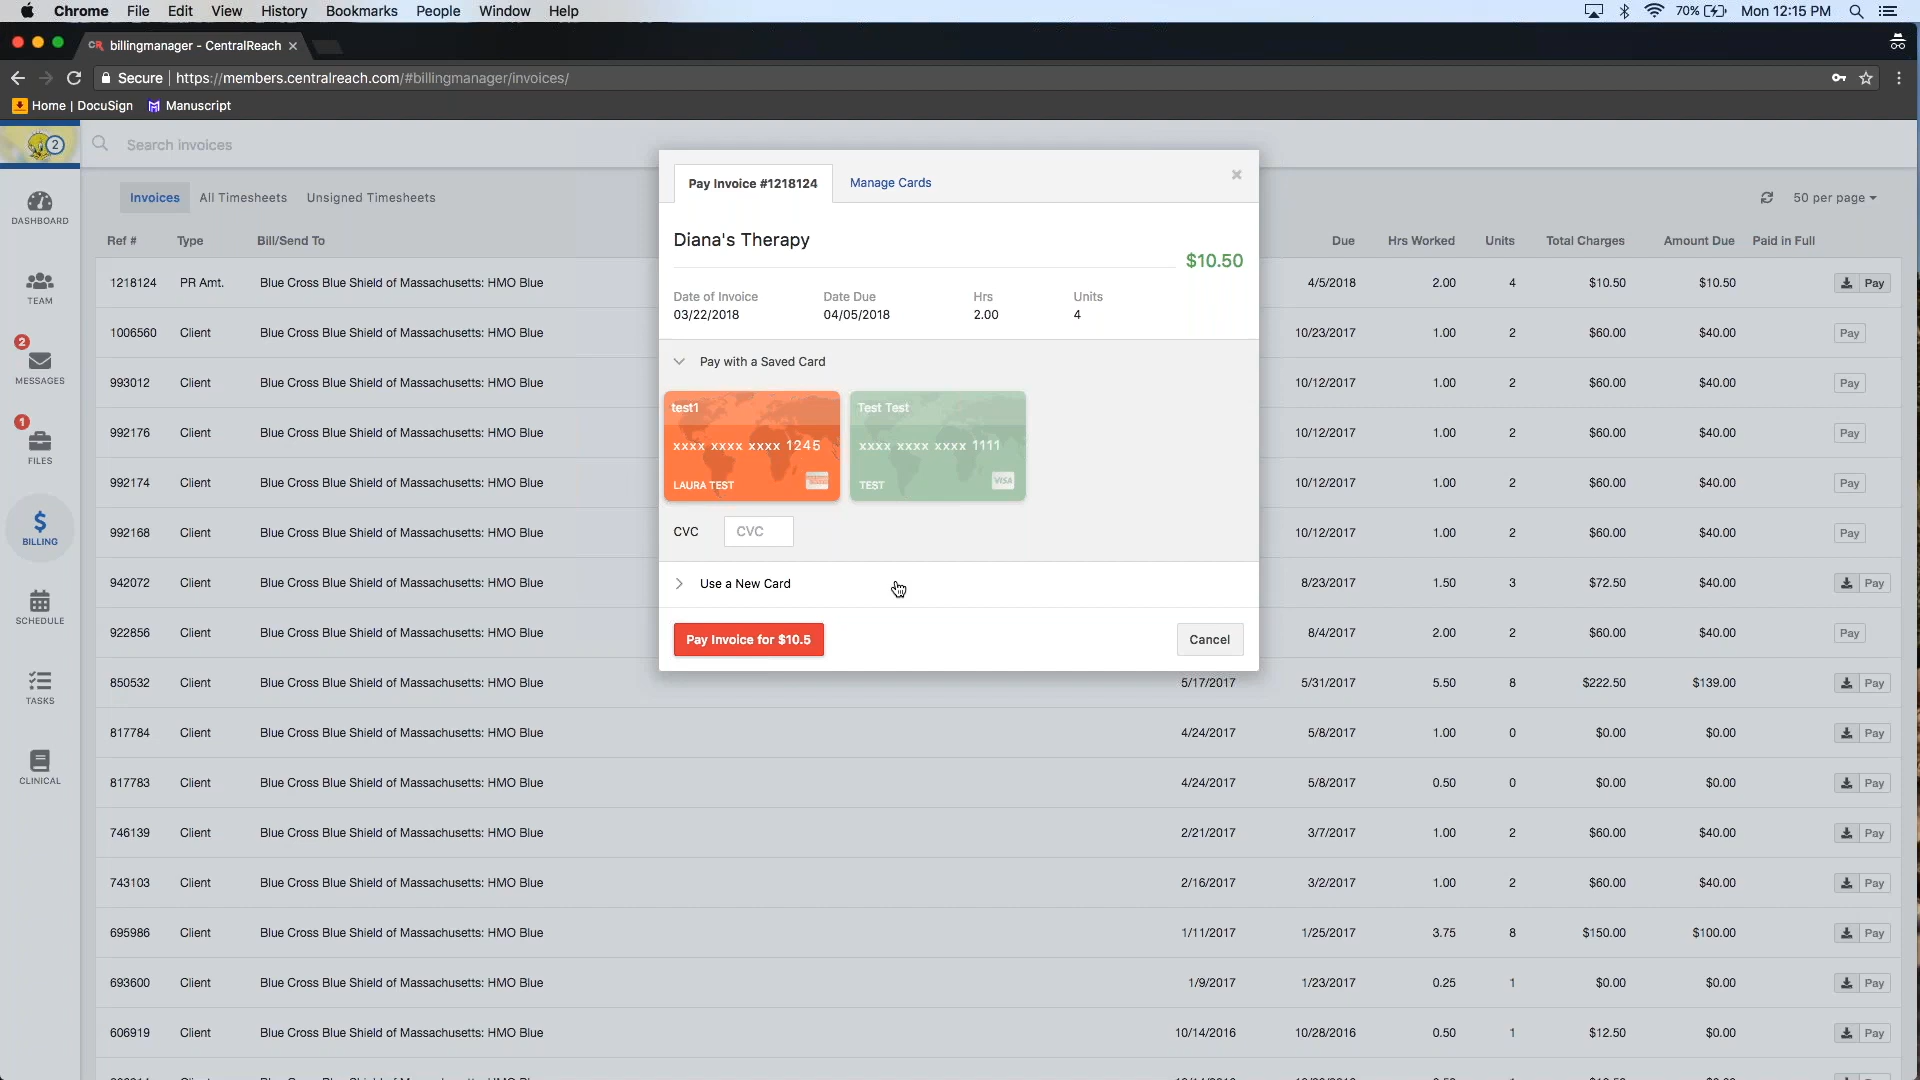 Chrome File Edit View History Bookmarks People Window Help 70% Mon 12:15 PM
CR billingmanager - CentralReach
Secure https://members.centralreach.com/#billingmanager/invoices/
Home | DocuSign Manuscript
2 Search invoices
Pay Invoice #1218124 Manage Cards
Invoices All Timesheets Unsigned Timesheets 50 per page
DASHBOARD
Ref # Type Bill/Send To Due Hrs Worked Units Total Charges Amount Due Paid in Full
Diana's Therapy
$10.50
1218124 PR Amt. Blue Cross Blue Shield of Massachusetts: HMO Blue 4/5/2018 2.00 4 $10.50 $10.50 Pay
TEAM
Date of Invoice Date Due Hrs Units
03/22/2018 04/05/2018 2.00 4
1006560 Client Blue Cross Blue Shield of Massachusetts: HMO Blue 10/23/2017 1.00 2 $60.00 $40.00 Pay
2
MESSAGES
Pay with a Saved Card
993012 Client Blue Cross Blue Shield of Massachusetts: HMO Blue 10/12/2017 1.00 2 $60.00 $40.00 Pay
test1 Test Test
1
FILES
992176 Client Blue Cross Blue Shield of Massachusetts: HMO Blue 10/12/2017 1.00 2 $60.00 $40.00 Pay
xxxx xxxx xxxx 1245 xxxx xxxx xxxx 1111
992174 Client Blue Cross Blue Shield of Massachusetts: HMO Blue 10/12/2017 1.00 2 $60.00 $40.00 Pay
LAURA TEST TEST VISA
BILLING
992168 Client Blue Cross Blue Shield of Massachusetts: HMO Blue 10/12/2017 1.00 2 $60.00 $40.00 Pay
CVC CVC
942072 Client Blue Cross Blue Shield of Massachusetts: HMO Blue 8/23/2017 1.50 3 $72.50 $40.00 Pay
Use a New Card
SCHEDULE
922856 Client Blue Cross Blue Shield of Massachusetts: HMO Blue 8/4/2017 2.00 2 $60.00 $40.00 Pay
Pay Invoice for $10.5 Cancel
850532 Client Blue Cross Blue Shield of Massachusetts: HMO Blue 5/17/2017 5/31/2017 5.50 8 $222.50 $139.00 Pay
TASKS
817784 Client Blue Cross Blue Shield of Massachusetts: HMO Blue 4/24/2017 5/8/2017 1.00 0 $0.00 $0.00 Pay
CLINICAL
817783 Client Blue Cross Blue Shield of Massachusetts: HMO Blue 4/24/2017 5/8/2017 0.50 0 $0.00 $0.00 Pay
746139 Client Blue Cross Blue Shield of Massachusetts: HMO Blue 2/21/2017 3/7/2017 1.00 2 $60.00 $40.00 Pay
743103 Client Blue Cross Blue Shield of Massachusetts: HMO Blue 2/16/2017 3/2/2017 1.00 2 $60.00 $40.00 Pay
695986 Client Blue Cross Blue Shield of Massachusetts: HMO Blue 1/11/2017 1/25/2017 3.75 8 $150.00 $100.00 Pay
693600 Client Blue Cross Blue Shield of Massachusetts: HMO Blue 1/9/2017 1/23/2017 0.25 1 $0.00 $0.00 Pay
606919 Client Blue Cross Blue Shield of Massachusetts: HMO Blue 10/14/2016 10/28/2016 0.50 1 $12.50 $0.00 Pay